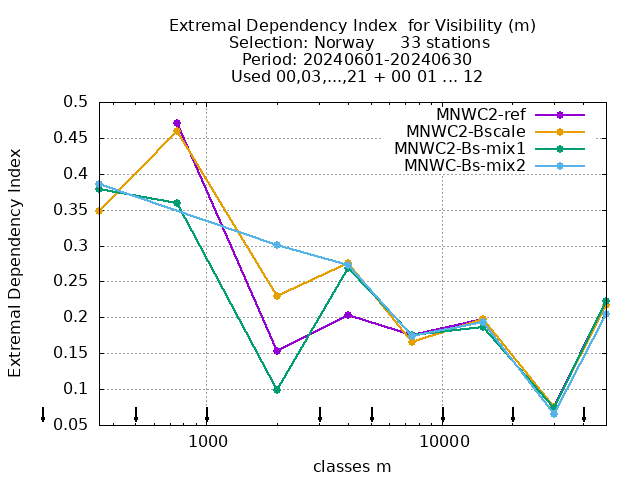 Extremal Dependency Index  for Visibility (m)
Selection: Norway     33 stations
Period: 20240601-20240630
Used 00,03,...,21 + 00 01 ... 12
MNWC2-ref
MNWC2-Bscale
MNWC2-Bs-mix1
MNWC-Bs-mix2
Extremal Dependency Index
0.5
0.45
0.4
0.35
0.3
0.25
0.2
0.15
0.1
0.05
1000 10000
classes m